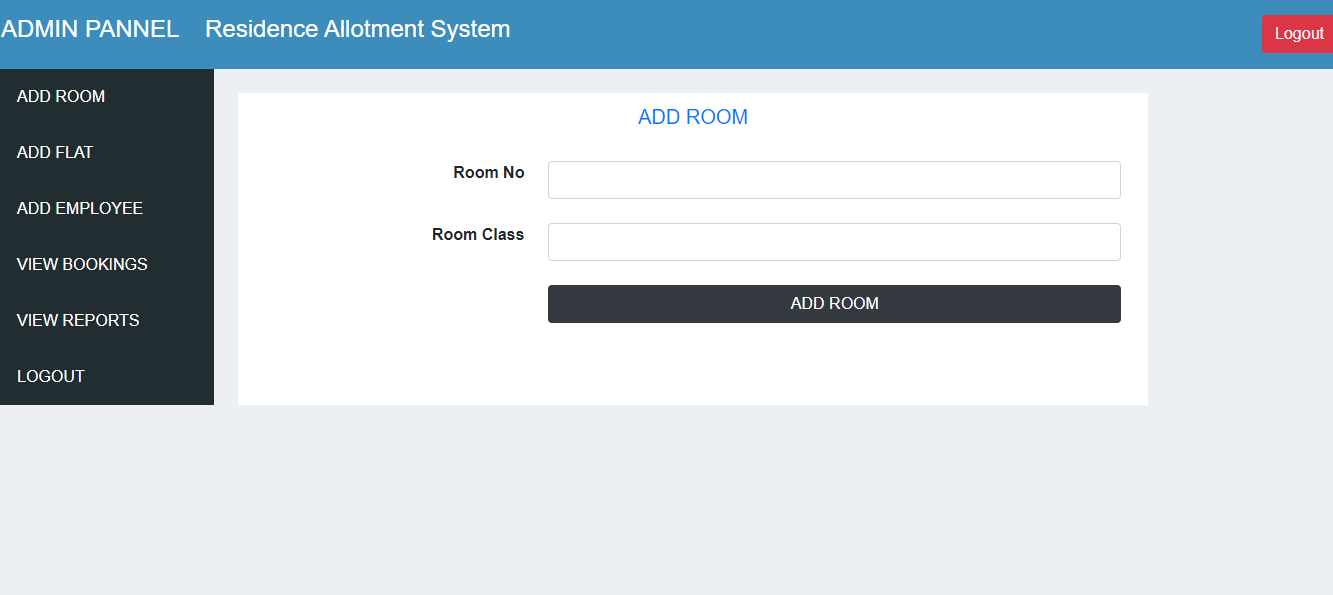 ADMIN PANNEL Residence Allotment System
Logout
ADD ROOM
ADD FLAT
ADD EMPLOYEE
VIEW BOOKINGS
VIEW REPORTS
LOGOUT
ADD ROOM
Room No
Room Class
ADD ROOM